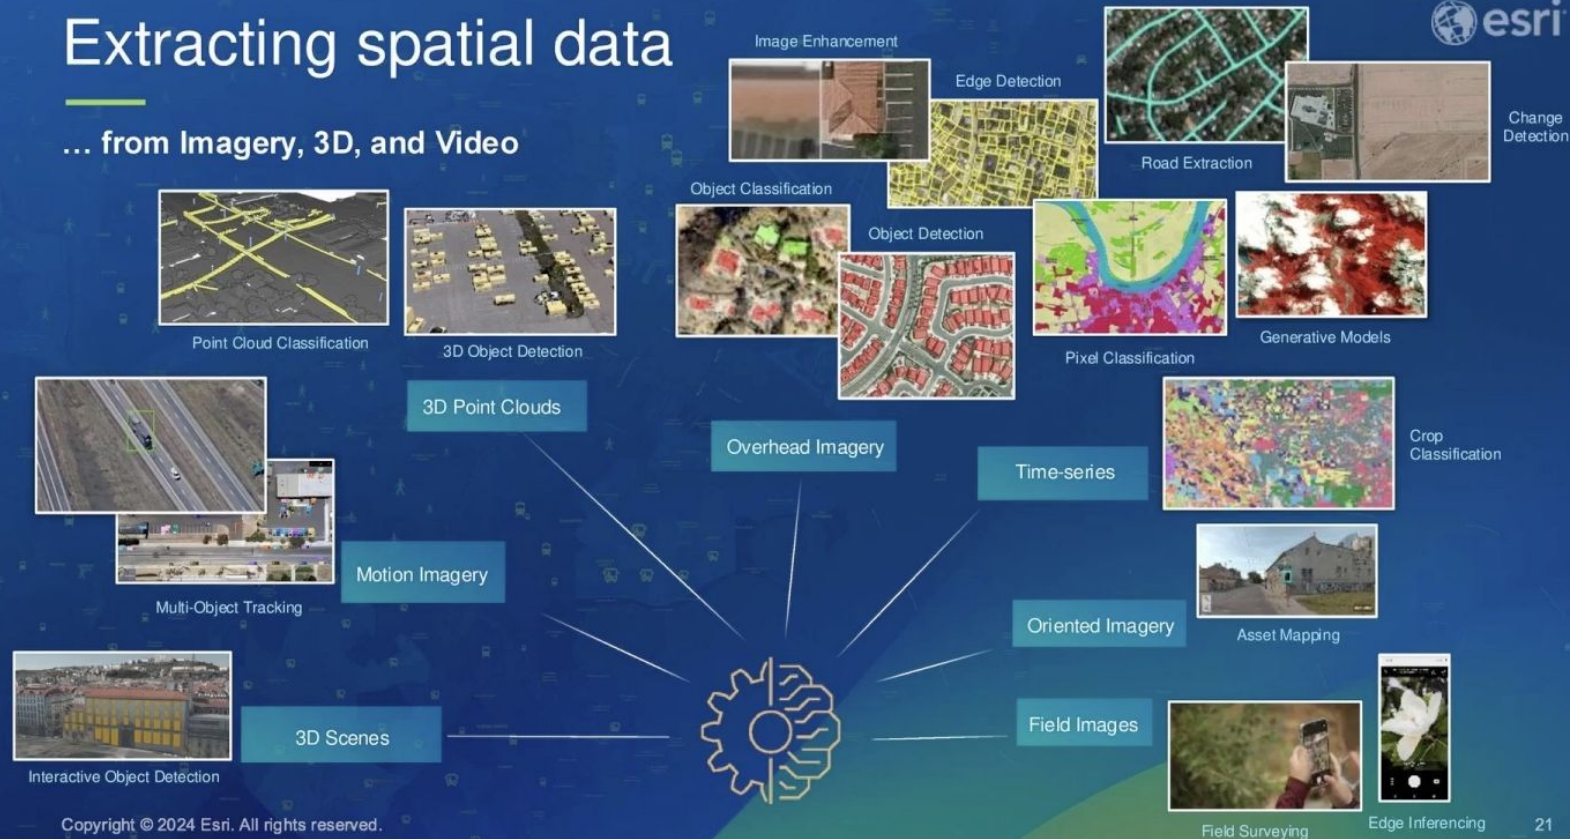 Extracting spatial data
esri
... from Imagery, 3D, and Video
Image Enhancement
Edge Detection
Road Extraction
Change
Detection
Object Classification
Object Detection
Pixel Classification
Generative Models
Point Cloud Classification
3D Object Detection
3D Point Clouds
Overhead Imagery
Time-series
Crop
Classification
Motion Imagery
Multi-Object Tracking
Oriented Imagery
Asset Mapping
3D Scenes
Interactive Object Detection
Field Images
Field Surveying
Edge Inferencing
Copyright © 2024 Esri. All rights reserved.
21